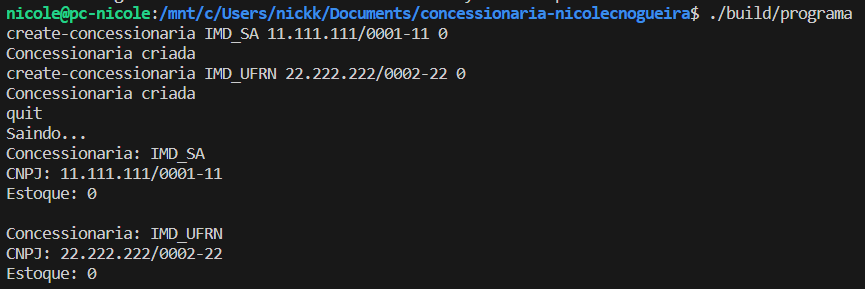 nicole@pc-nicole:/mnt/c/Users/nickk/Documents/concessionaria-nicolecnogueira$ ./build/programa
create-concessionaria IMD_SA 11.111.111/0001-11 0
Concessionaria criada
create-concessionaria IMD_UFRN 22.222.222/0002-22 0
Concessionaria criada
quit
Saindo...
Concessionaria: IMD_SA
CNPJ: 11.111.111/0001-11
Estoque: 0
Concessionaria: IMD_UFRN
CNPJ: 22.222.222/0002-22
Estoque: 0